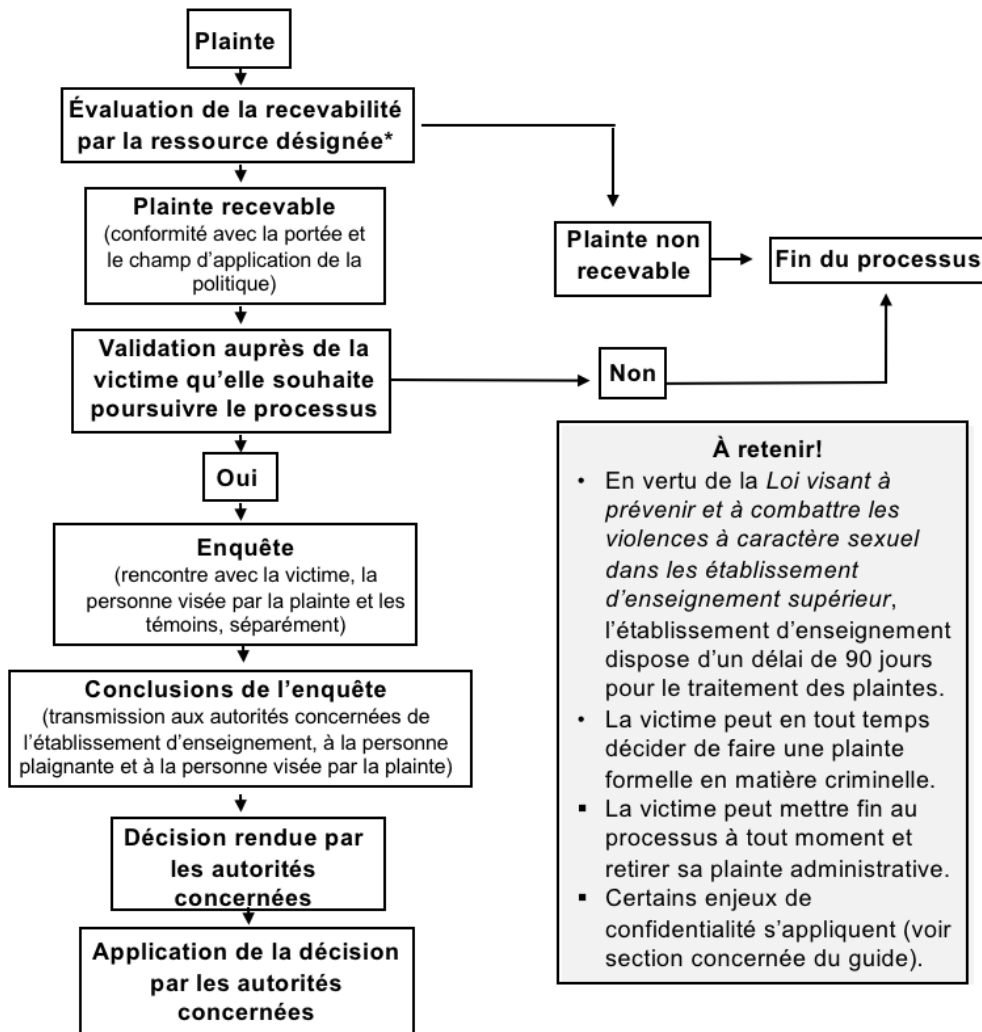 Plainte
Évaluation de la recevabilité
par la ressource désignée*
Plainte recevable
(conformité avec la portée et
le champ d'application de la
politique)
Plainte non
recevable
Fin du processus
Validation auprès de la
victime qu'elle souhaite
poursuivre le processus
Non
Oui
Enquête
(rencontre avec la victime, la
personne visée par la plainte et les
témoins, séparément)
Conclusions de l'enquête
(transmission aux autorités concernées de
l'établissement d'enseignement, à la personne
plaignante et à la personne visée par la plainte)
Décision rendue par
les autorités
concernées
Application de la décision
par les autorités
concernées
À retenir!
• En vertu de la Loi visant à
prévenir et à combattre les
violences à caractère sexuel
dans les établissement
d'enseignement supérieur,
l'établissement d'enseignement
dispose d'un délai de 90 jours
pour le traitement des plaintes.
• La victime peut en tout temps
décider de faire une plainte
formelle en matière criminelle.
▪ La victime peut mettre fin au
processus à tout moment et
retirer sa plainte administrative.
▪ Certains enjeux de
confidentialité s'appliquent (voir
section concernée du guide).